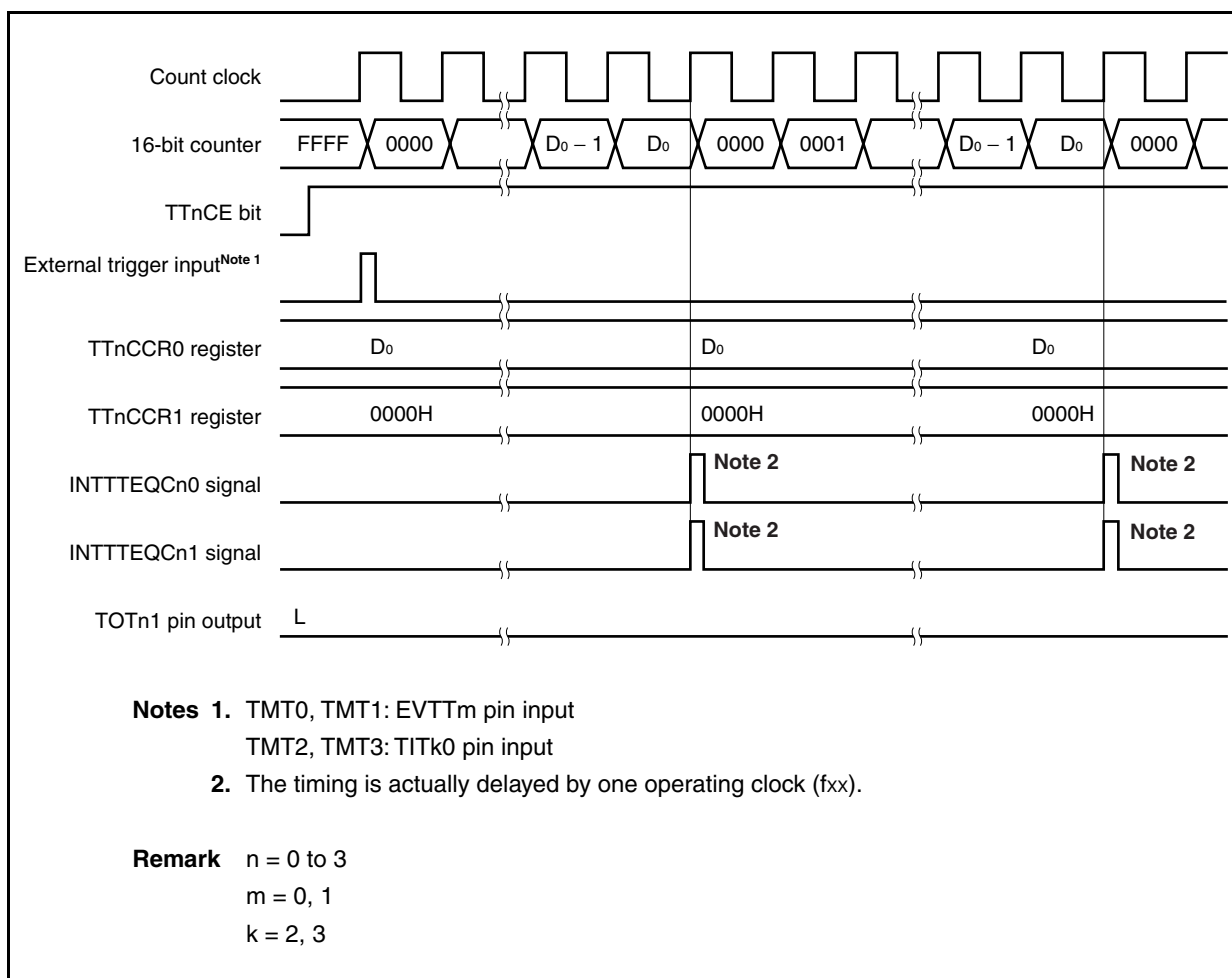 Count clock
16-bit counter FFFF 0000 D0 − 1 D0 0000 0001 D0 − 1 D0 0000
TTnCE bit
External trigger inputNote 1
TTnCCR0 register D0 D0 D0
TTnCCR1 register 0000H 0000H 0000H
INTTTEQCn0 signal Note 2 Note 2
INTTTEQCn1 signal Note 2 Note 2
TOTn1 pin output L
Notes 1. TMT0, TMT1: EVTTm pin input
TMT2, TMT3: TITk0 pin input
2. The timing is actually delayed by one operating clock (fxx).
Remark n = 0 to 3
m = 0, 1
k = 2, 3